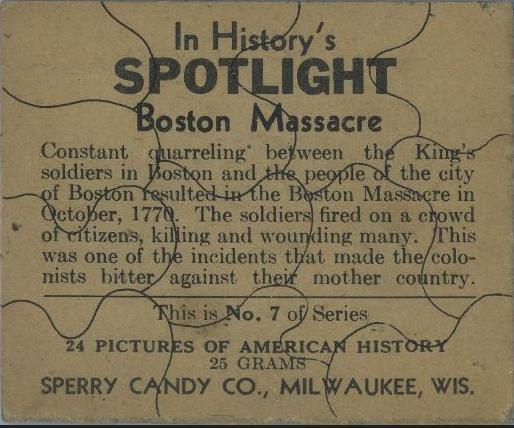 In History's
SPOTLIGHT
Boston Massacre
Constant quarreling between the King's
soldiers in Boston and the people of the city
of Boston resulted in the Boston Massacre in
October, 1770. The soldiers fired on a crowd
of citizens, killing and wounding many. This
was one of the incidents that made the colo-
nists bitter against their mother country.
This is No. 7 of Series
24 PICTURES OF AMERICAN HISTORY
25 GRAMS
SPERRY CANDY CO., MILWAUKEE, WIS.